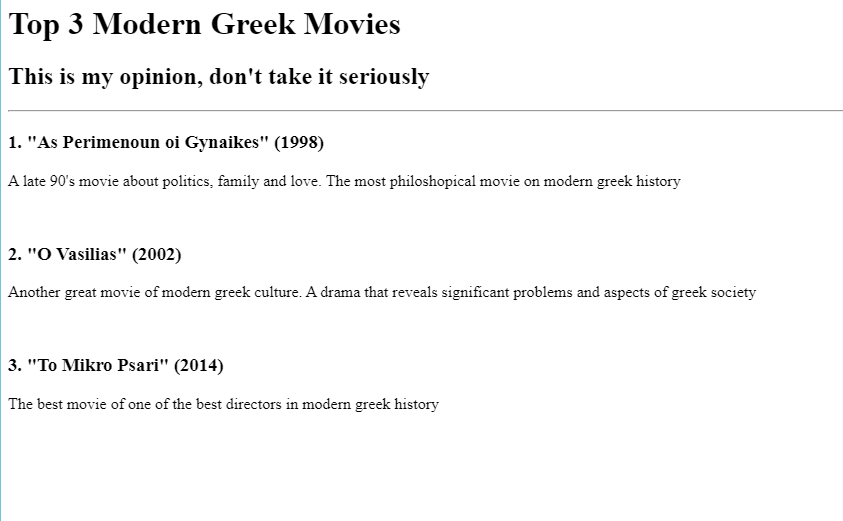 Top 3 Modern Greek Movies
This is my opinion, don't take it seriously
1. "As Perimenoun oi Gynaikes" (1998)
A late 90's movie about politics, family and love. The most philoshopical movie on modern greek history
2. "O Vasilias" (2002)
Another great movie of modern greek culture. A drama that reveals significant problems and aspects of greek society
3. "To Mikro Psari" (2014)
The best movie of one of the best directors in modern greek history